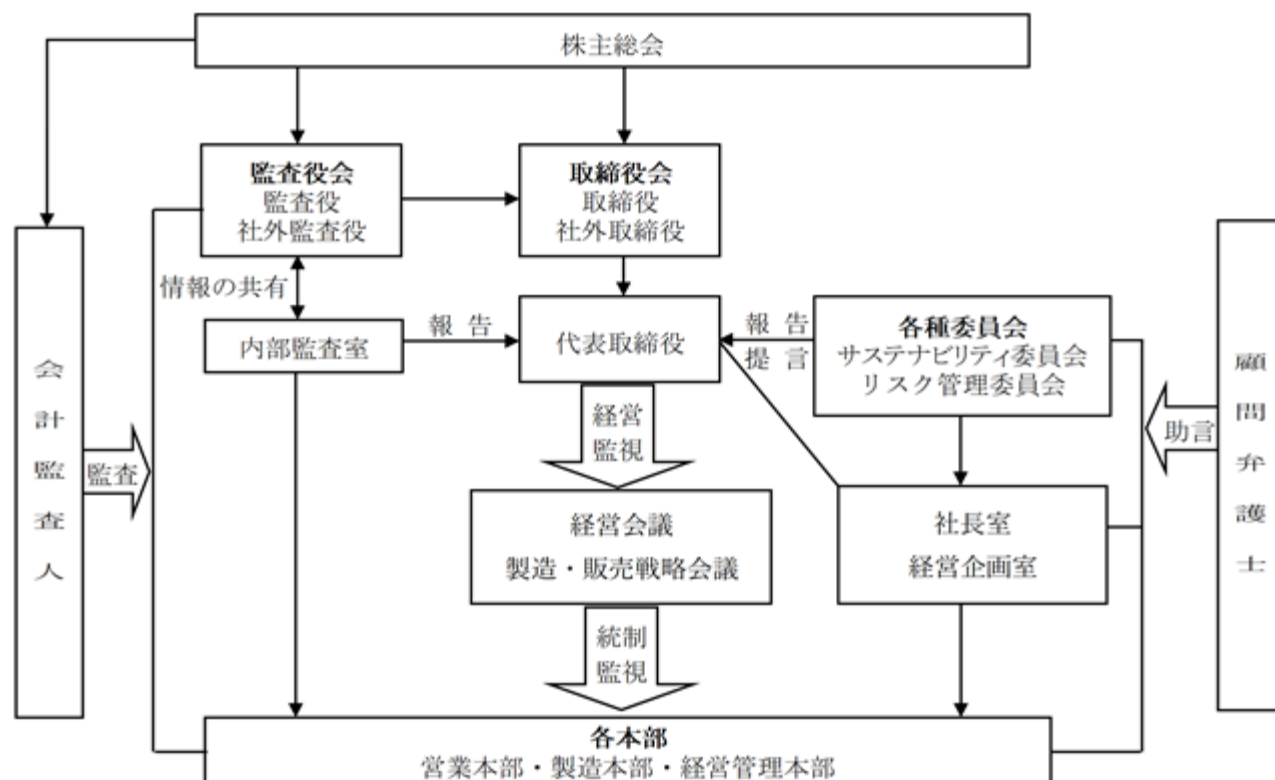 株主総会
監査役会
監査役
社外監査役
取締役会
取締役
社外取締役
情報の共有
内部監査室
報 告
代表取締役
報 告
提 言
各種委員会
サステナビリティ委員会
リスク管理委員会
会計監査人
監査
経営
監視
助言
顧問弁護士
経営会議
製造・販売戦略会議
社長室
経営企画室
統制
監視
各本部
営業本部・製造本部・経営管理本部